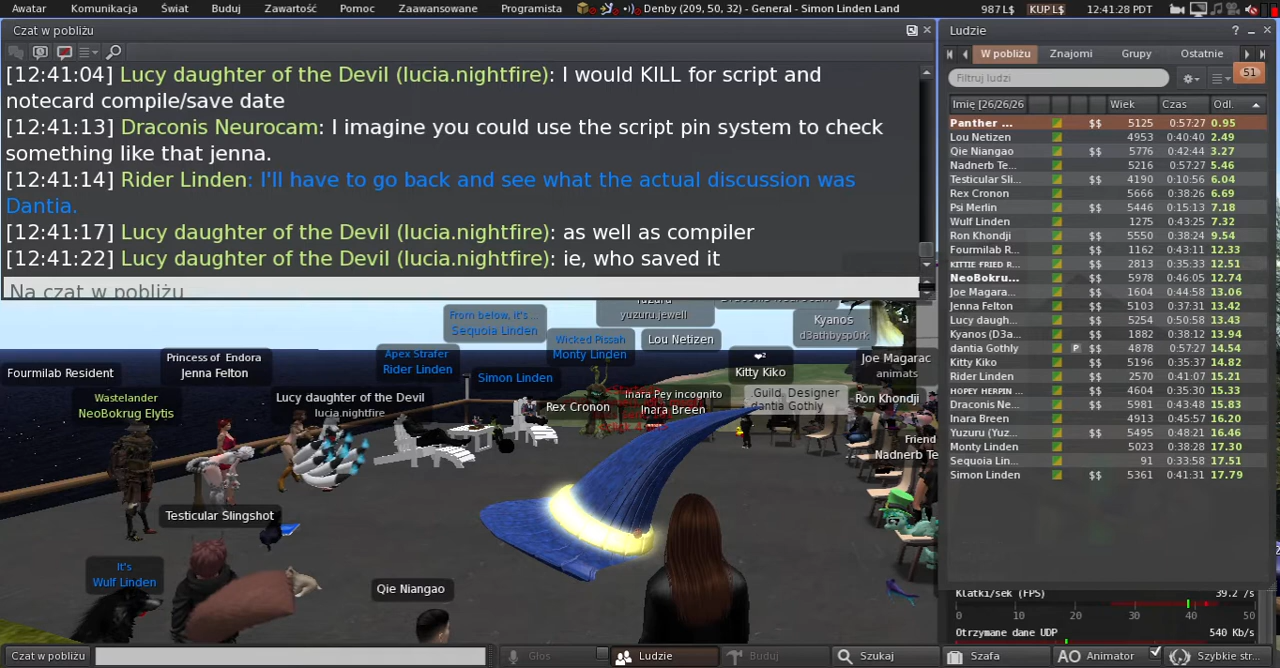 Awatar Komunikacja Świat Buduj Zawartość Pomoc Zaawansowane Programista Denby (209, 50, 32) - General - Simon Linden Land 987 L$ KUP L$ 12:41:28 PDT
Czat w pobliżu
[12:41:04] Lucy daughter of the Devil (lucia.nightfire): I would KILL for script and
notecard compile/save date
[12:41:13] Draconis Neurocam: I imagine you could use the script pin system to check
something like that jenna.
[12:41:14] Rider Linden: I'll have to go back and see what the actual discussion was
Dantia.
[12:41:17] Lucy daughter of the Devil (lucia.nightfire): as well as compiler
[12:41:22] Lucy daughter of the Devil (lucia.nightfire): ie, who saved it
Na czat w pobliżu
Yuzuru
yuzuru.jewell
From below, it's...
Sequoia Linden
Kyanos
d3athbysp0rk
Wicked Pissah
Monty Linden
Lou Netizen
Princess of Endora
Jenna Felton
Apex Strafer
Rider Linden
Joe Magarac
animats
Fourmilab Resident
Simon Linden
❤²
Kitty Kiko
Wastelander
NeoBokrug Elytis
Lucy daughter of the Devil
lucia.nightfire
Rex Cronon
Inara Pey incognito
Inara Breen
Guild Designer
dantia Gothly
Ron Khondji
Friend
Nadnerb Te
Testicular Slingshot
It's
Wulf Linden
Qie Niangao
Ludzie
W pobliżu Znajomi Grupy Ostatnie
Filtruj ludzi
51
Imię [26/26/26 Wiek Czas Odl.
Panther ... $$ 5125 0:57:27 0.95
Lou Netizen 4953 0:40:40 2.49
Qie Niangao $$ 5776 0:42:44 3.27
Nadnerb Te... 5216 0:57:27 5.46
Testicular Sli... $$ 4190 0:10:56 6.04
Rex Cronon 5666 0:38:26 6.69
Psi Merlin $$ 5446 0:15:13 7.18
Wulf Linden 1275 0:43:25 7.32
Ron Khondji $$ 5550 0:38:24 9.54
Fourmilab R... $$ 1162 0:43:11 12.33
ᴋɪᴛᴛɪᴇ ꜰʀɪᴇᴅ ʀ... $$ 2813 0:35:33 12.51
NeoBokru... $$ 5978 0:46:05 12.74
Joe Magara... $$ 1604 0:44:58 13.06
Jenna Felton $$ 5103 0:37:31 13.42
Lucy daugh... $$ 5254 0:50:58 13.43
Kyanos (D3a... $$ 1254 0:38:12 13.94
dantia Gothly P $$ 4878 0:57:27 14.54
Kitty Kiko $$ 5196 0:35:37 14.82
Rider Linden $$ 2570 0:41:07 15.21
ʜᴏᴘᴇʏ ʜᴇʀᴘɪɴ ... $$ 4604 0:35:35 15.33
Draconis Ne... $$ 5981 0:43:48 15.83
Inara Breen 4913 0:45:57 16.20
Yuzuru (Yuz... $$ 5495 0:48:21 16.46
Monty Linden 5023 0:38:28 17.30
Sequoia Lin... 91 0:33:58 17.51
Simon Linden $$ 5361 0:41:31 17.79
Klatki/sek (FPS) 39.2 /s
0 10 20 30 40 50
Otrzymane dane UDP 540 Kb/s
Czat w pobliżu Głos Ludzie Buduj Szukaj Szafa AO Animator Szybkie str...